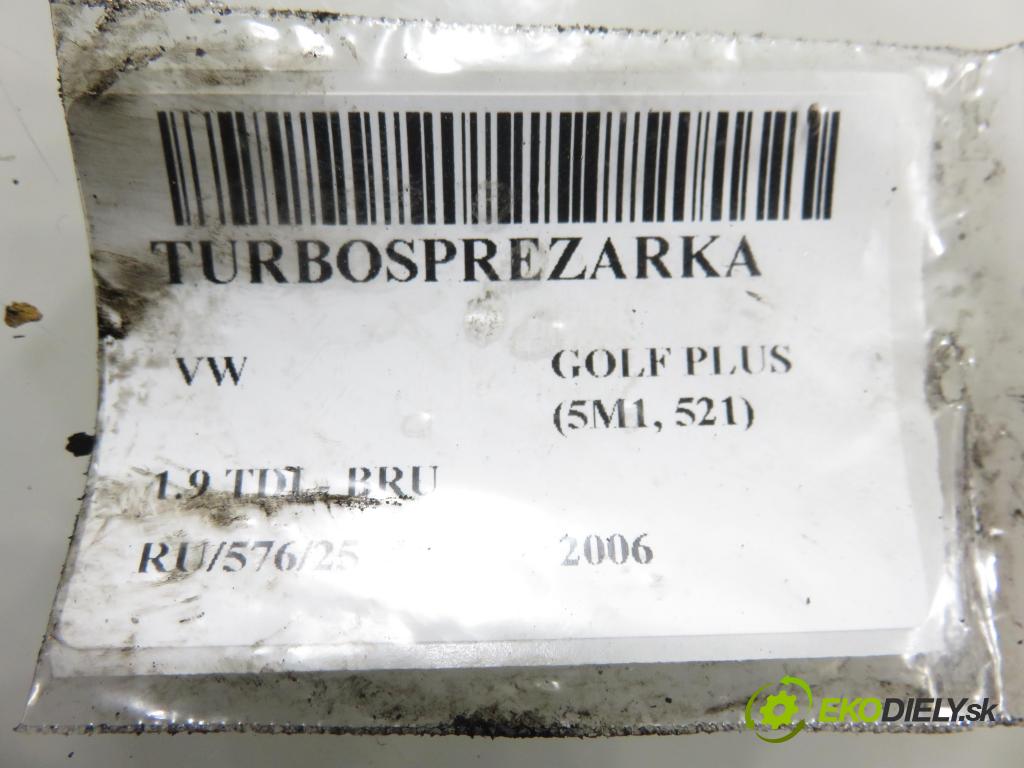 TURBOSPREZARKA
VW GOLF PLUS
(5M1, 521)
1.9 TDI - BRU
RU/576/25 2006
EKODIELY.sk